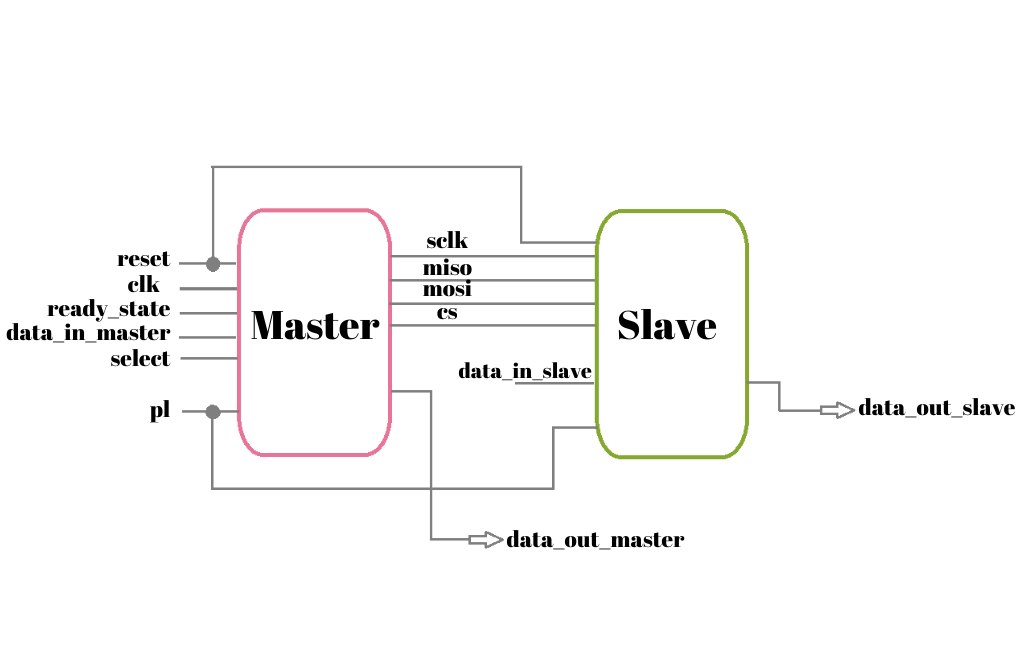 reset
clk
ready_state
data_in_master
select
pl
Master
sclk
miso
mosi
cs
data_in_slave
Slave
data_out_slave
data_out_master